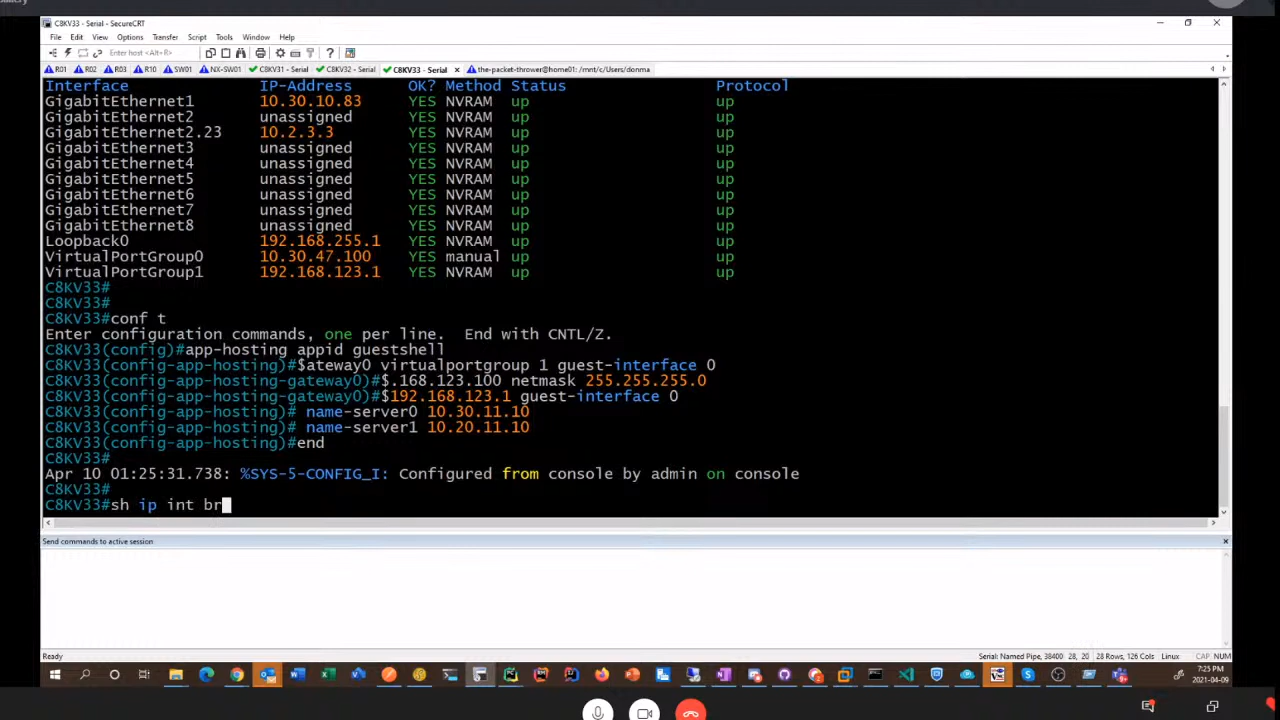 C8KV33 - Serial - SecureCRT
File Edit View Options Transfer Script Tools Window Help
Enter host <Alt+R>
R01 R02 R03 R10 SW01 NX-SW01 C8KV31 - Serial C8KV32 - Serial C8KV33 - Serial the-packet-thrower@home01: /mnt/c/Users/donma
Interface IP-Address OK? Method Status Protocol
GigabitEthernet1 10.30.10.83 YES NVRAM up up
GigabitEthernet2 unassigned YES NVRAM up up
GigabitEthernet2.23 10.2.3.3 YES NVRAM up up
GigabitEthernet3 unassigned YES NVRAM up up
GigabitEthernet4 unassigned YES NVRAM up up
GigabitEthernet5 unassigned YES NVRAM up up
GigabitEthernet6 unassigned YES NVRAM up up
GigabitEthernet7 unassigned YES NVRAM up up
GigabitEthernet8 unassigned YES NVRAM up up
Loopback0 192.168.255.1 YES NVRAM up up
VirtualPortGroup0 10.30.47.100 YES manual up up
VirtualPortGroup1 192.168.123.1 YES NVRAM up up
C8KV33#
C8KV33#
C8KV33#conf t
Enter configuration commands, one per line. End with CNTL/Z.
C8KV33(config)#app-hosting appid guestshell
C8KV33(config-app-hosting)#$ateway0 virtualportgroup 1 guest-interface 0
C8KV33(config-app-hosting-gateway0)#$.168.123.100 netmask 255.255.255.0
C8KV33(config-app-hosting-gateway0)#$192.168.123.1 guest-interface 0
C8KV33(config-app-hosting)# name-server0 10.30.11.10
C8KV33(config-app-hosting)# name-server1 10.20.11.10
C8KV33(config-app-hosting)#end
C8KV33#
Apr 10 01:25:31.738: %SYS-5-CONFIG_I: Configured from console by admin on console
C8KV33#
C8KV33#sh ip int br
Send commands to active session
Ready Serial: Named Pipe, 38400 28, 20 28 Rows, 126 Cols Linux CAP NUM
7:25 PM
2021-04-09